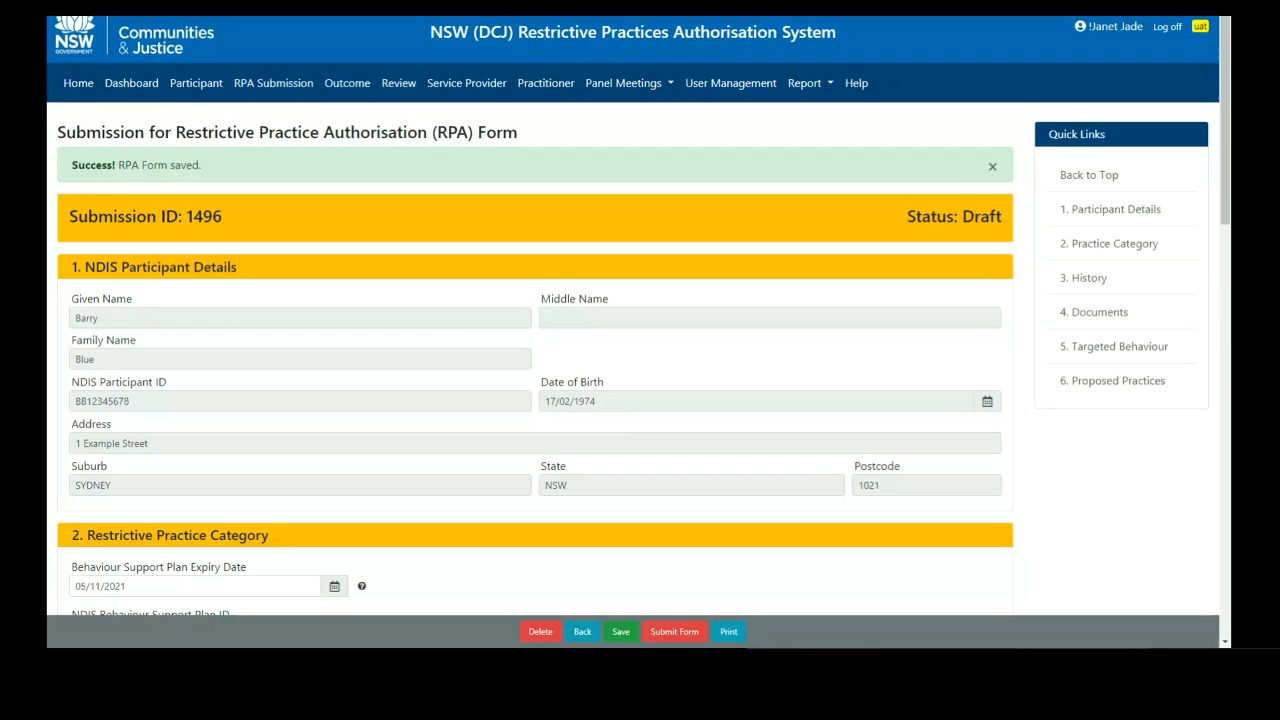 NSW
GOVERNMENT
Communities
& Justice
NSW (DCJ) Restrictive Practices Authorisation System
!Janet Jade Log off uat
Home Dashboard Participant RPA Submission Outcome Review Service Provider Practitioner Panel Meetings User Management Report Help
Submission for Restrictive Practice Authorisation (RPA) Form
Success! RPA Form saved. ×
Submission ID: 1496 Status: Draft
1. NDIS Participant Details
Given Name Middle Name
Barry
Family Name
Blue
NDIS Participant ID Date of Birth
BB12345678 17/02/1974
Address
1 Example Street
Suburb State Postcode
SYDNEY NSW 1021
2. Restrictive Practice Category
Behaviour Support Plan Expiry Date
05/11/2021
NDIS Behaviour Support Plan ID
Delete Back Save Submit Form Print
Quick Links
Back to Top
1. Participant Details
2. Practice Category
3. History
4. Documents
5. Targeted Behaviour
6. Proposed Practices